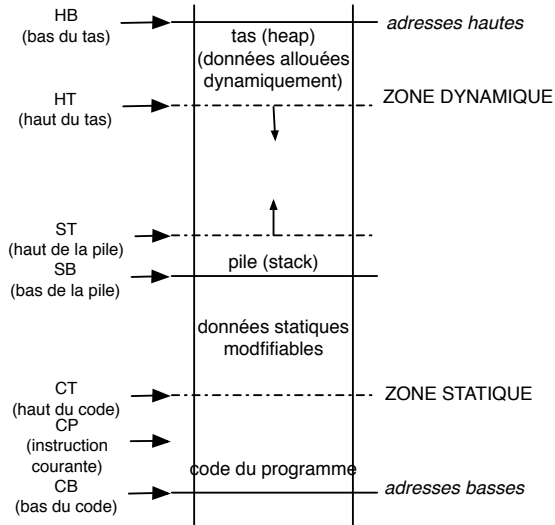 HB
(bas du tas)
tas (heap)
(données allouées
dynamiquement)
adresses hautes
HT
(haut du tas)
ZONE DYNAMIQUE
ST
(haut de la pile)
SB
(bas de la pile)
pile (stack)
données statiques
modfifiables
CT
(haut du code)
ZONE STATIQUE
CP
(instruction
courante)
code du programme
CB
(bas du code)
adresses basses